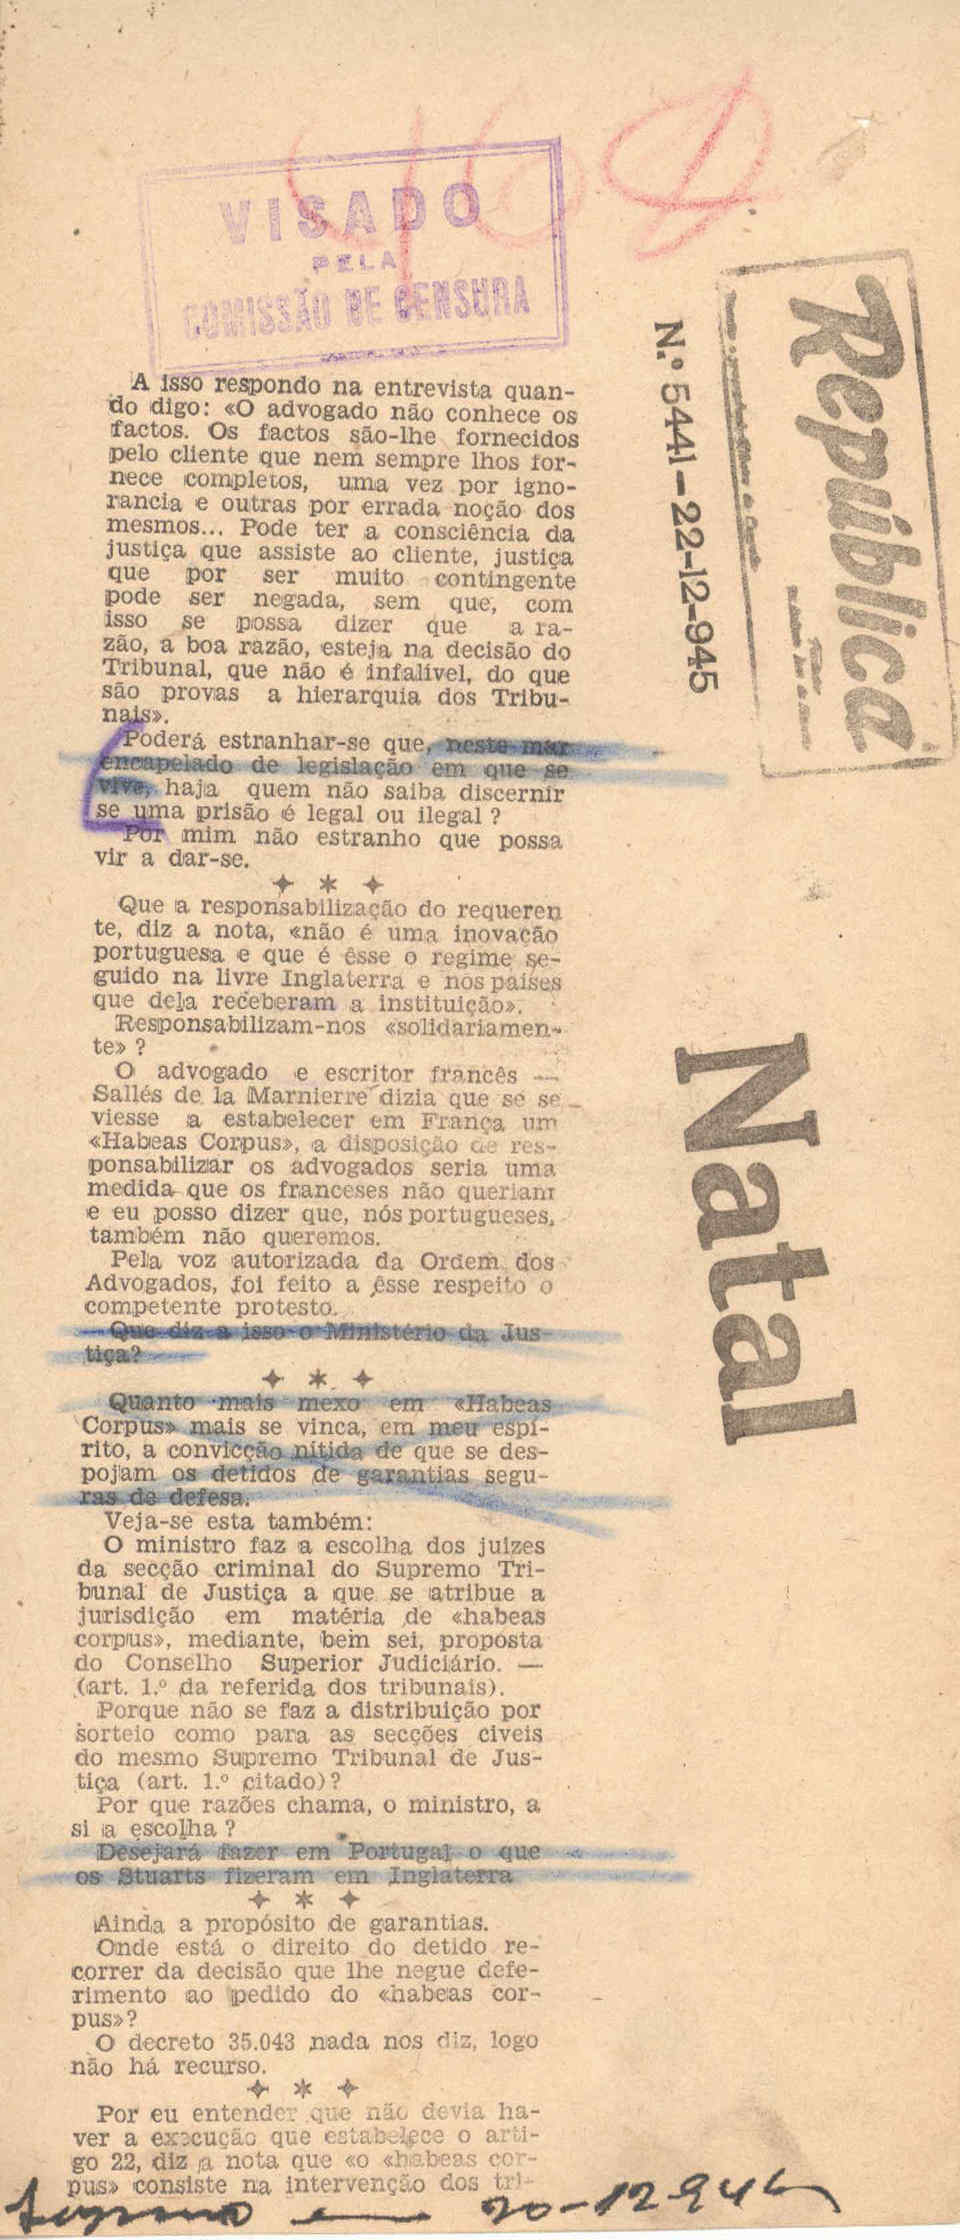 VISADO
PELA
COMISSÃO DE CENSURA
República
N.º 5441-22-12-945
Natal
A isso respondo na entrevista quan-
do digo: «O advogado não conhece os
factos. Os factos são-lhe fornecidos
pelo cliente que nem sempre lhos for-
nece completos, uma vez por igno-
rancia e outras por errada noção dos
mesmos... Pode ter a consciência da
justiça que assiste ao cliente, justiça
que por ser muito contingente
pode ser negada, sem que, com
isso se possa dizer que a ra-
zão, a boa razão, esteja na decisão do
Tribunal, que não é infalivel, do que
são provas a hierarquia dos Tribu-
nais».
Poderá estranhar-se que, neste mar
encapelado de legislação em que se
vive, haja quem não saiba discernir
se uma prisão é legal ou ilegal?
Por mim não estranho que possa
vir a dar-se.
✦ * ✦
Que a responsabilização do requeren
te, diz a nota, «não é uma inovação
portuguesa e que é êsse o regime se-
guido na livre Inglaterra e nos países
que dela receberam a instituição».
Responsabilizam-nos «solidariamen-
te»?
O advogado e escritor francês —
Sallés de la Marnierre dizia que se se
viesse a estabelecer em França um
«Habeas Corpus», a disposição de res-
ponsabilizar os advogados seria uma
medida que os franceses não queriam
e eu posso dizer que, nós portugueses,
também não queremos.
Pela voz autorizada da Ordem dos
Advogados, foi feito a êsse respeito o
competente protesto.
Que diz a isso o Ministério da Jus-
tiça?
✦ * ✦
Quanto mais mexo em «Habeas
Corpus» mais se vinca, em meu espí-
rito, a convicção nitida de que se des-
pojam os detidos de garantias segu-
ras de defesa.
Veja-se esta também:
O ministro faz a escolha dos juizes
da secção criminal do Supremo Tri-
bunal de Justiça a que se atribue a
jurisdição em matéria de «habeas
corpus», mediante, bem sei, proposta
do Conselho Superior Judiciário. —
(art. 1.º da referida dos tribunais).
Porque não se faz a distribuição por
sorteio como para as secções civeis
do mesmo Supremo Tribunal de Jus-
tiça (art. 1.º citado)?
Por que razões chama, o ministro, a
si a escolha?
Desejará fazer em Portugal o que
os Stuarts fizeram em Inglaterra
✦ * ✦
Ainda a propósito de garantias.
Onde está o direito do detido re-
correr da decisão que lhe negue defe-
rimento ao pedido do «habeas cor-
pus»?
O decreto 35.043 nada nos diz, logo
não há recurso.
✦ * ✦
Por eu entender que não devia ha-
ver a execução que estabelece o arti-
go 22, diz a nota que «o «habeas cor-
pus» consiste na intervenção dos tri-
em 20-12-945